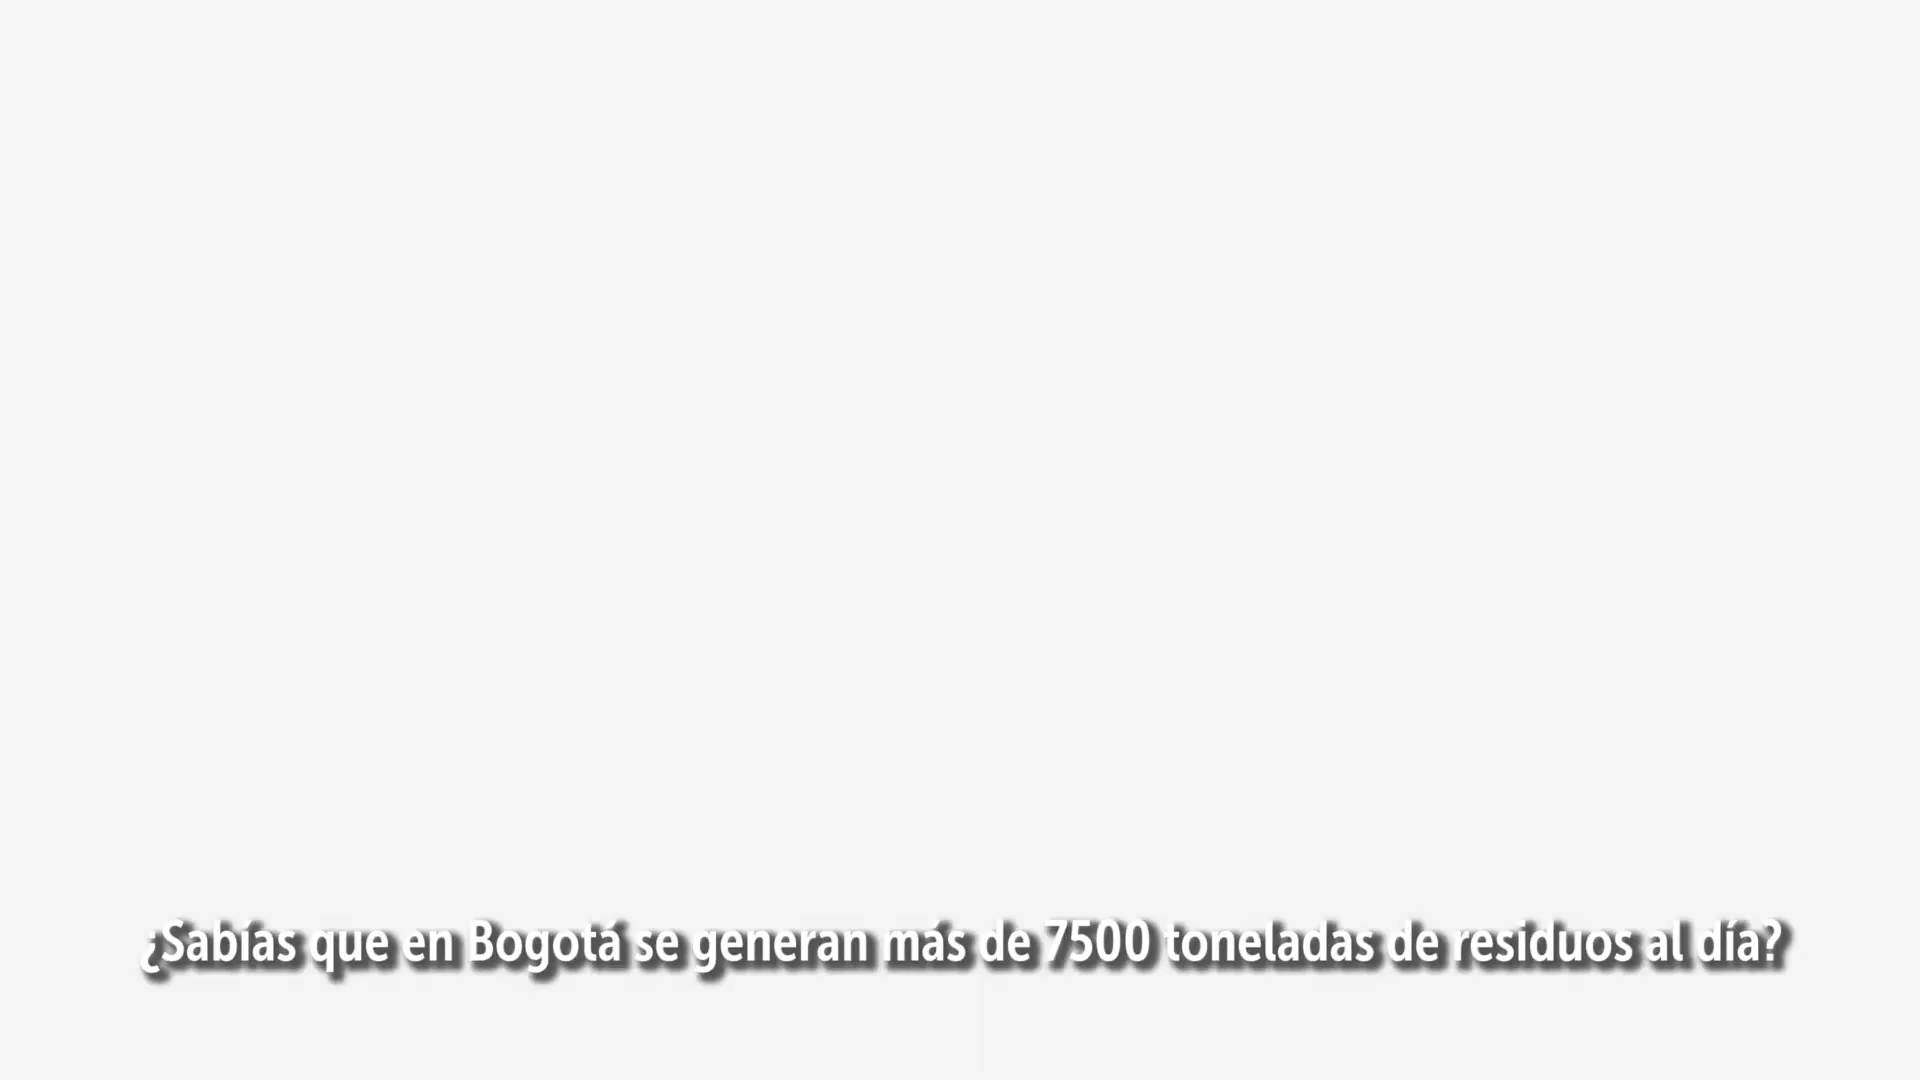 ¿Sabías que en Bogotá se generan más de 7500 toneladas de residuos al día?